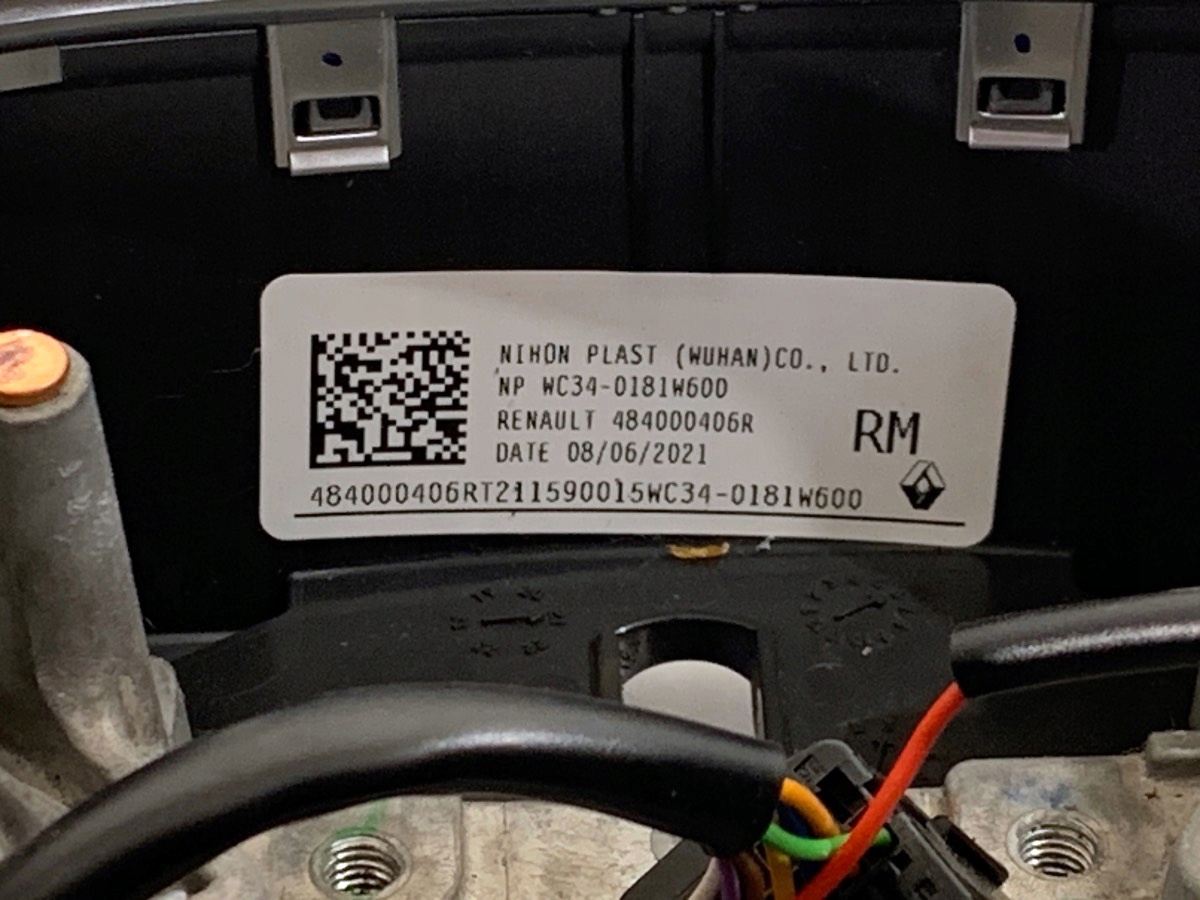 NIHON PLAST (WUHAN)CO., LTD.
NP WC34-0181W600
RENAULT 484000406R
DATE 08/06/2021
RM
484000406RT211590015WC34-0181W600